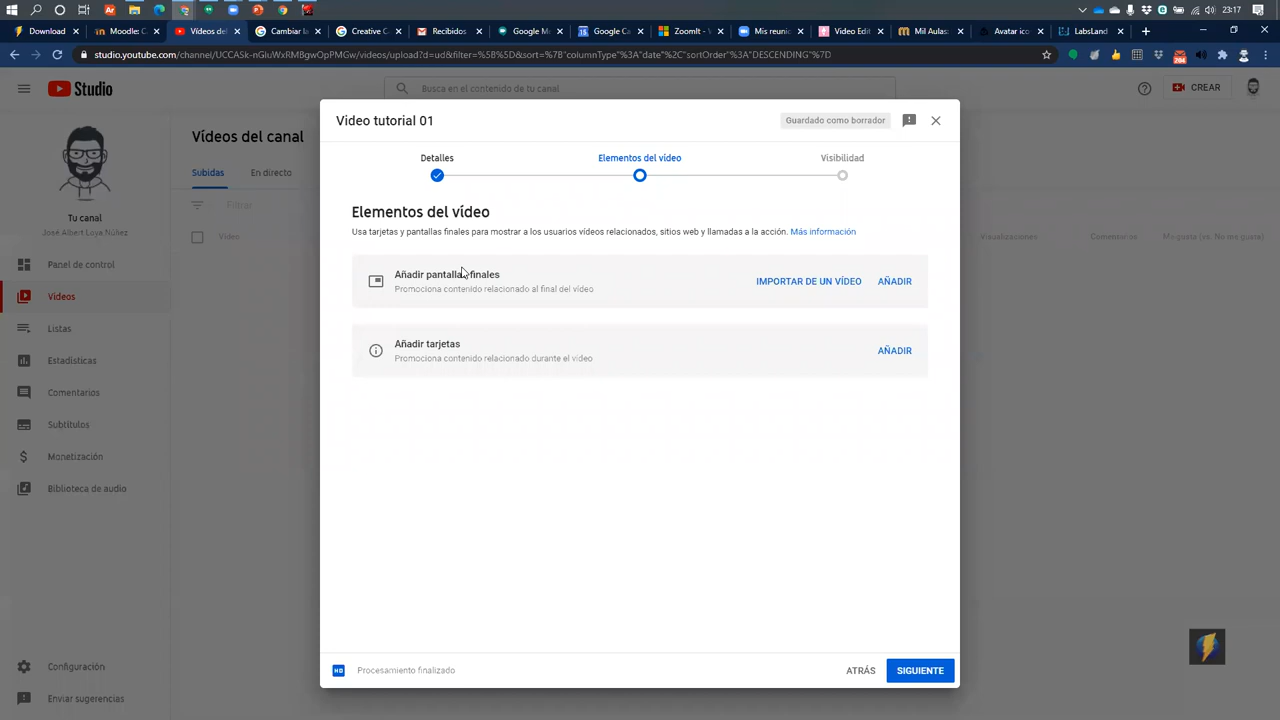 Download
Moodle: C
Vídeos del
Cambiar la
Creative C
Recibidos
Google Me
Google Ca
ZoomIt - W
Mis reunio
Video Edit
Mil Aulas
Avatar ico
LabsLand
23:17
studio.youtube.com/channel/UCCASk-nGluWxRM8gwOpPMGw/videos/upload?d=ud&filter=%5B%5D&sort=%7B"columnType"%3A"date"%2C"sortOrder"%3A"DESCENDING"%7D
284
Studio
Busca en el contenido de tu canal
CREAR
Video tutorial 01
Guardado como borrador
Vídeos del canal
Detalles
Elementos del vídeo
Visibilidad
Subidas
En directo
Filtrar
Tu canal
José Albert Loya Núñez
Vídeo
Visualizaciones
Comentarios
Me gusta (vs. No me gusta)
Elementos del vídeo
Usa tarjetas y pantallas finales para mostrar a los usuarios vídeos relacionados, sitios web y llamadas a la acción. Más información
Panel de control
Vídeos
Listas
Estadísticas
Comentarios
Subtítulos
Monetización
Biblioteca de audio
Añadir pantallas finales
Promociona contenido relacionado al final del vídeo
IMPORTAR DE UN VÍDEO
AÑADIR
Añadir tarjetas
Promociona contenido relacionado durante el vídeo
AÑADIR
Configuración
Enviar sugerencias
HD
Procesamiento finalizado
ATRÁS
SIGUIENTE